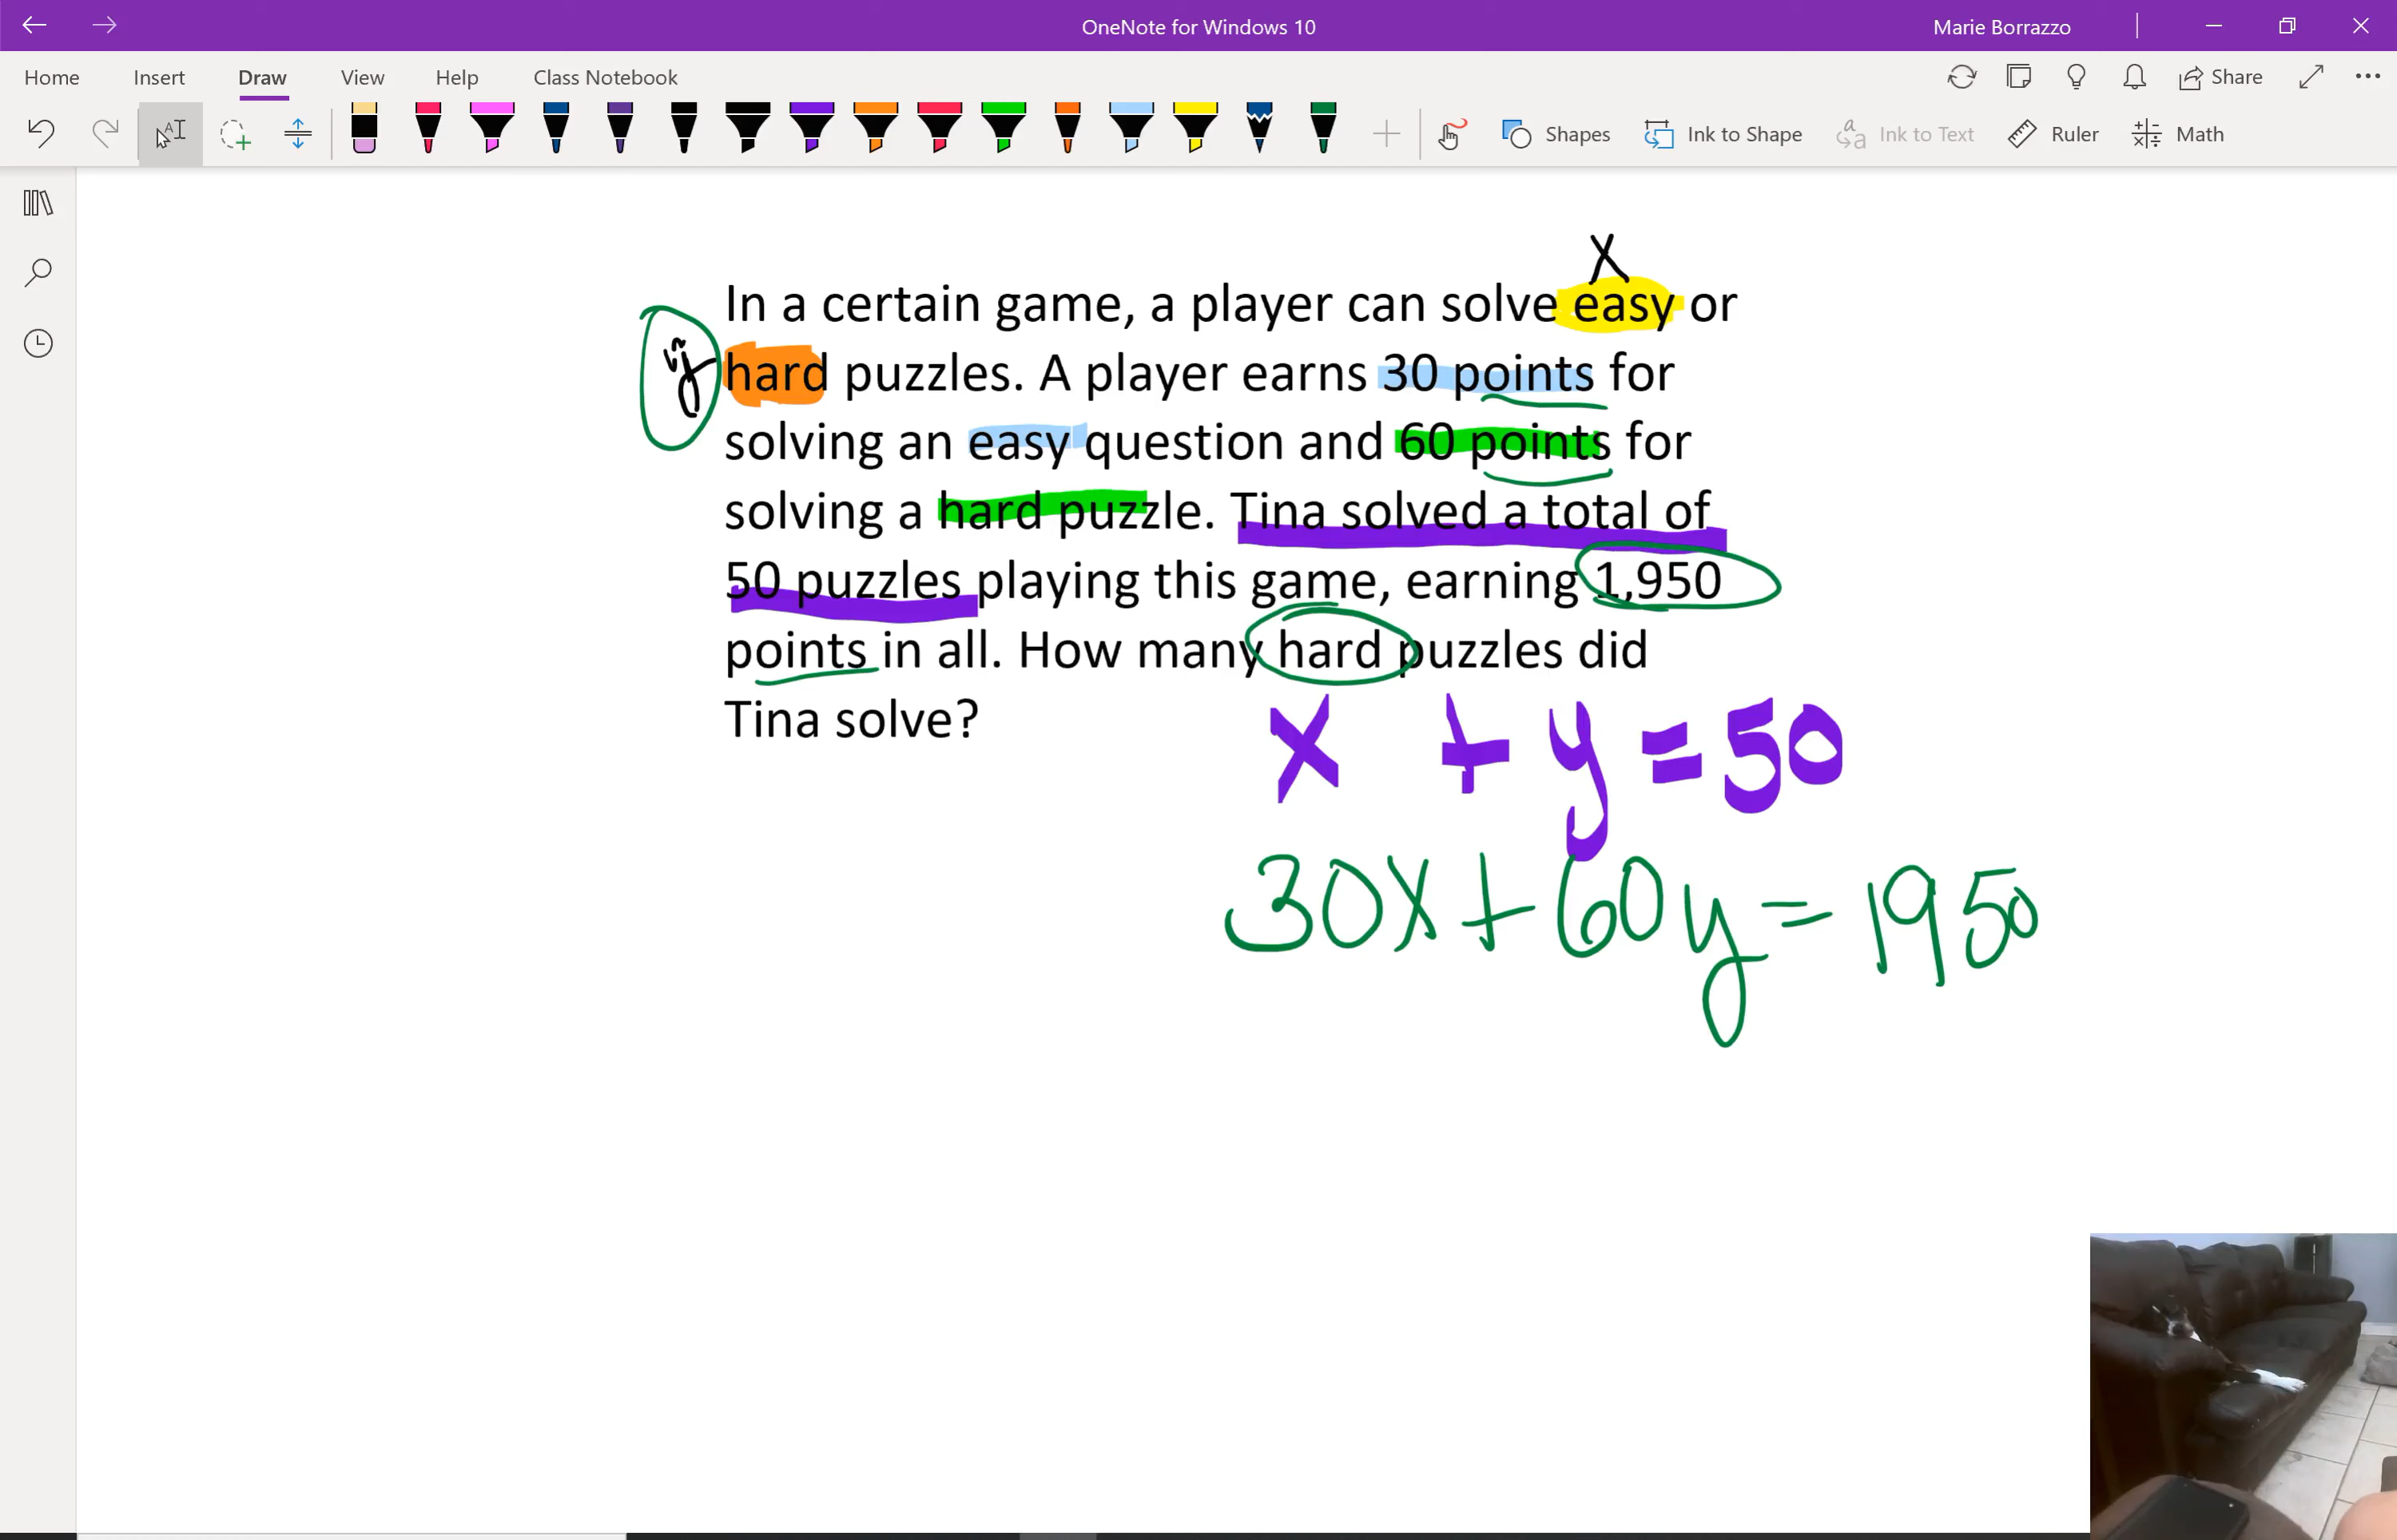 OneNote for Windows 10
Marie Borrazzo
Home Insert Draw View Help Class Notebook Share
Shapes Ink to Shape Ink to Text Ruler Math
x
In a certain game, a player can solve easy or
y hard puzzles. A player earns 30 points for
solving an easy question and 60 points for
solving a hard puzzle. Tina solved a total of
50 puzzles playing this game, earning 1,950
points in all. How many hard puzzles did
Tina solve?
x + y = 50
30x + 60y = 1950